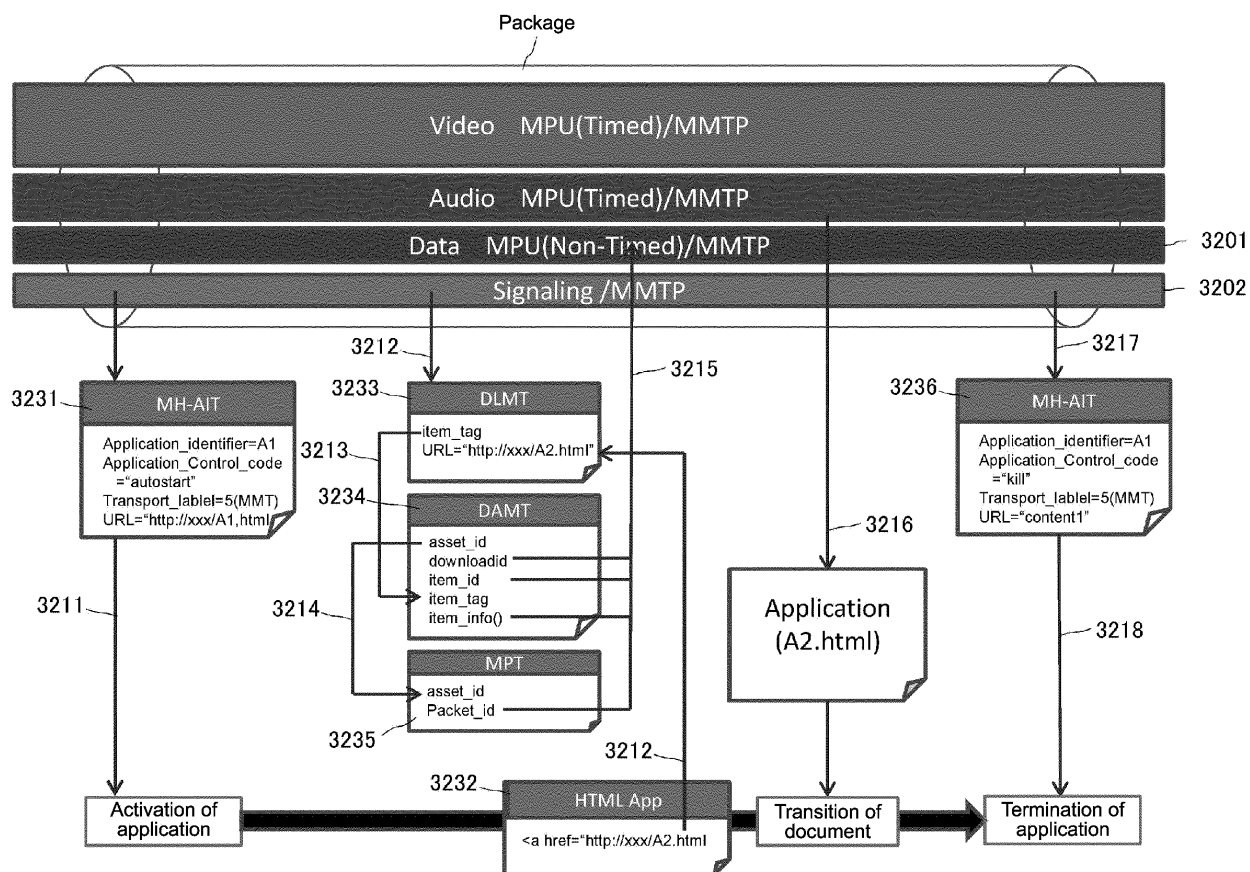 Package
Video MPU(Timed)/MMTP
Audio MPU(Timed)/MMTP
Data MPU(Non-Timed)/MMTP
3201
Signaling /MMTP
3202
3212
3215
3217
3231
MH-AIT
Application_identifier=A1
Application_Control_code
="autostart"
Transport_lablel=5(MMT)
URL="http://xxx/A1,html
3233
DLMT
item_tag
URL="http://xxx/A2.html"
3213
3234
DAMT
asset_id
downloadid
item_id
item_tag
item_info()
3214
MPT
asset_id
Packet_id
3235
3236
MH-AIT
Application_identifier=A1
Application_Control_code
="kill"
Transport_lablel=5(MMT)
URL="content1"
3216
Application
(A2.html)
3211
3218
3212
3232
HTML App
<a href="http://xxx/A2.html
Activation of
application
Transition of
document
Termination of
application